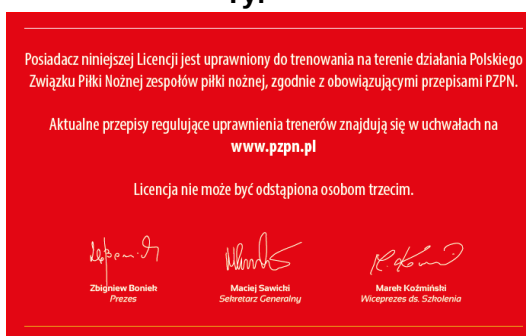 Posiadacz niniejszej Licencji jest uprawniony do trenowania na terenie działania Polskiego
Związku Piłki Nożnej zespołów piłki nożnej, zgodnie z obowiązującymi przepisami PZPN.
Aktualne przepisy regulujące uprawnienia trenerów znajdują się w uchwałach na
www.pzpn.pl
Licencja nie może być odstąpiona osobom trzecim.
Zbigniew Boniek
Prezes
Maciej Sawicki
Sekretarz Generalny
Marek Koźmiński
Wiceprezes ds. Szkolenia